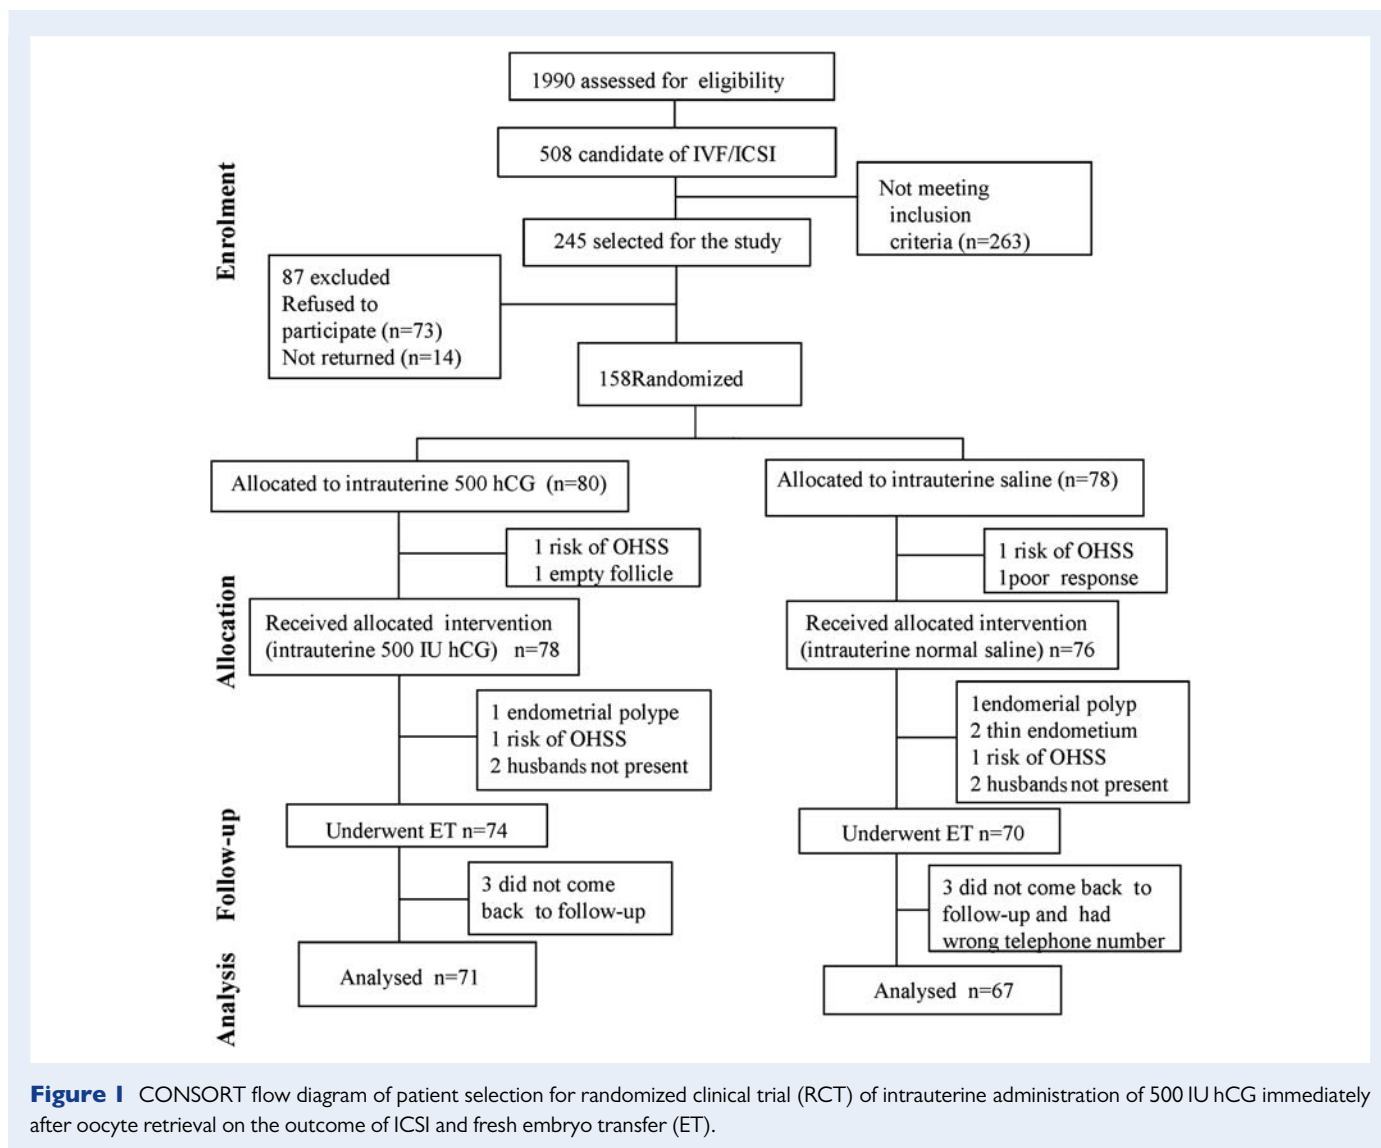 1990 assessed for eligibility
508 candidate of IVF/ICSI
Enrolment
Not meeting
inclusion
criteria (n=263)
245 selected for the study
87 excluded
Refused to
participate (n=73)
Not returned (n=14)
158Randomized
Allocated to intrauterine 500 hCG (n=80)
Allocated to intrauterine saline (n=78)
1 risk of OHSS
1 empty follicle
1 risk of OHSS
1poor response
Allocation
Received allocated intervention
(intrauterine 500 IU hCG) n=78
Received allocated intervention
(intrauterine normal saline) n=76
1 endometrial polype
1 risk of OHSS
2 husbands not present
1endomerial polyp
2 thin endometium
1 risk of OHSS
2 husbands not present
Follow-up
Underwent ET n=74
Underwent ET n=70
3 did not come
back to follow-up
3 did not come back to
follow-up and had
wrong telephone number
Analysis
Analysed n=71
Analysed n=67
Figure 1 CONSORT flow diagram of patient selection for randomized clinical trial (RCT) of intrauterine administration of 500 IU hCG immediately
after oocyte retrieval on the outcome of ICSI and fresh embryo transfer (ET).